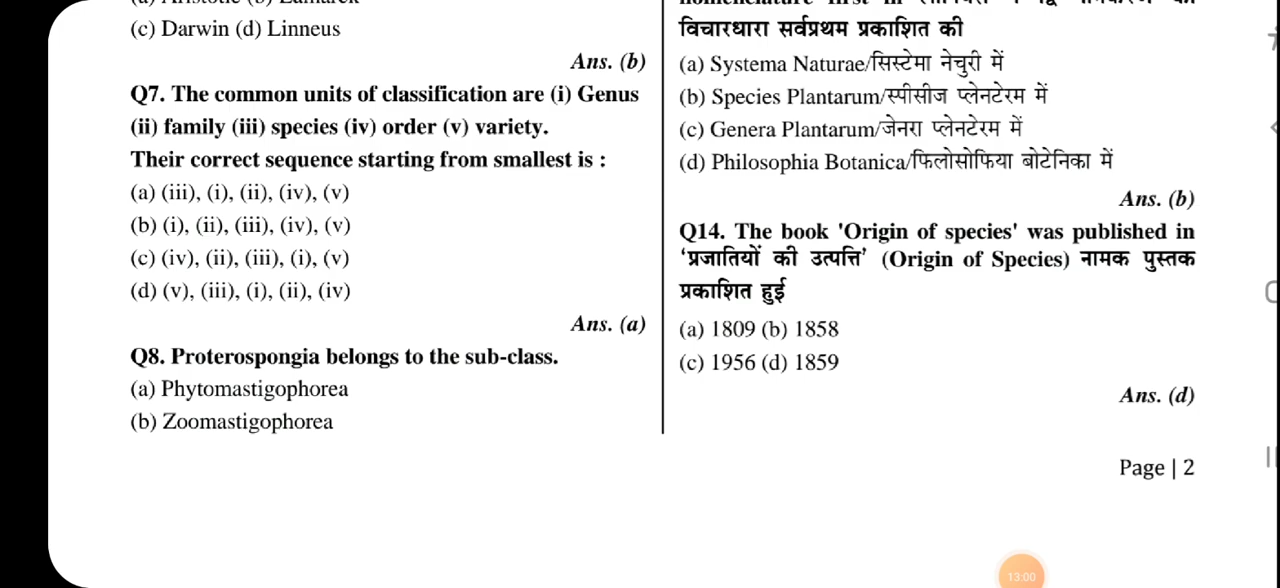 (c) Darwin (d) Linneus
Ans. (b)
Q7. The common units of classification are (i) Genus
(ii) family (iii) species (iv) order (v) variety.
Their correct sequence starting from smallest is :
(a) (iii), (i), (ii), (iv), (v)
(b) (i), (ii), (iii), (iv), (v)
(c) (iv), (ii), (iii), (i), (v)
(d) (v), (iii), (i), (ii), (iv)
Ans. (a)
Q8. Proterospongia belongs to the sub-class.
(a) Phytomastigophorea
(b) Zoomastigophorea
विचारधारा सर्वप्रथम प्रकाशित की
(a) Systema Naturae/सिस्टेमा नेचुरी में
(b) Species Plantarum/स्पीसीज प्लेनटेरम में
(c) Genera Plantarum/जेनरा प्लेनटेरम में
(d) Philosophia Botanica/फिलोसोफिया बोटेनिका में
Ans. (b)
Q14. The book 'Origin of species' was published in
‘प्रजातियों की उत्पत्ति’ (Origin of Species) नामक पुस्तक
प्रकाशित हुई
(a) 1809 (b) 1858
(c) 1956 (d) 1859
Ans. (d)
Page | 2
13:00